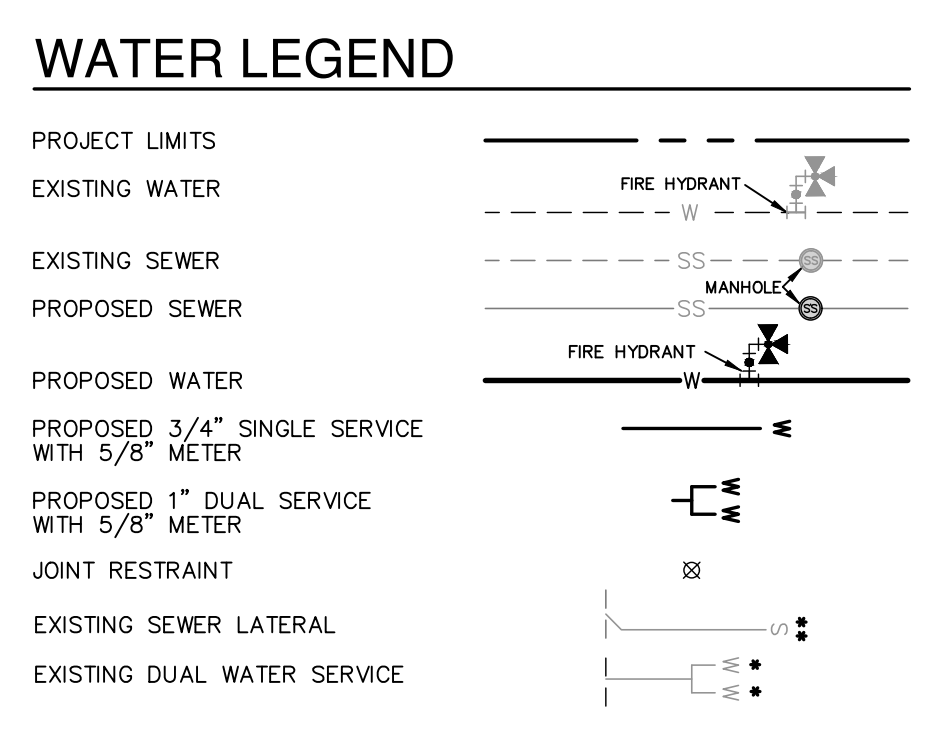 WATER LEGEND
PROJECT LIMITS
EXISTING WATER
FIRE HYDRANT
W
EXISTING SEWER
SS
SS
MANHOLE
PROPOSED SEWER
SS
SS
FIRE HYDRANT
PROPOSED WATER
W
PROPOSED 3/4" SINGLE SERVICE
WITH 5/8" METER
W
PROPOSED 1" DUAL SERVICE
WITH 5/8" METER
W
W
JOINT RESTRAINT
EXISTING SEWER LATERAL
S **
EXISTING DUAL WATER SERVICE
W *
W *